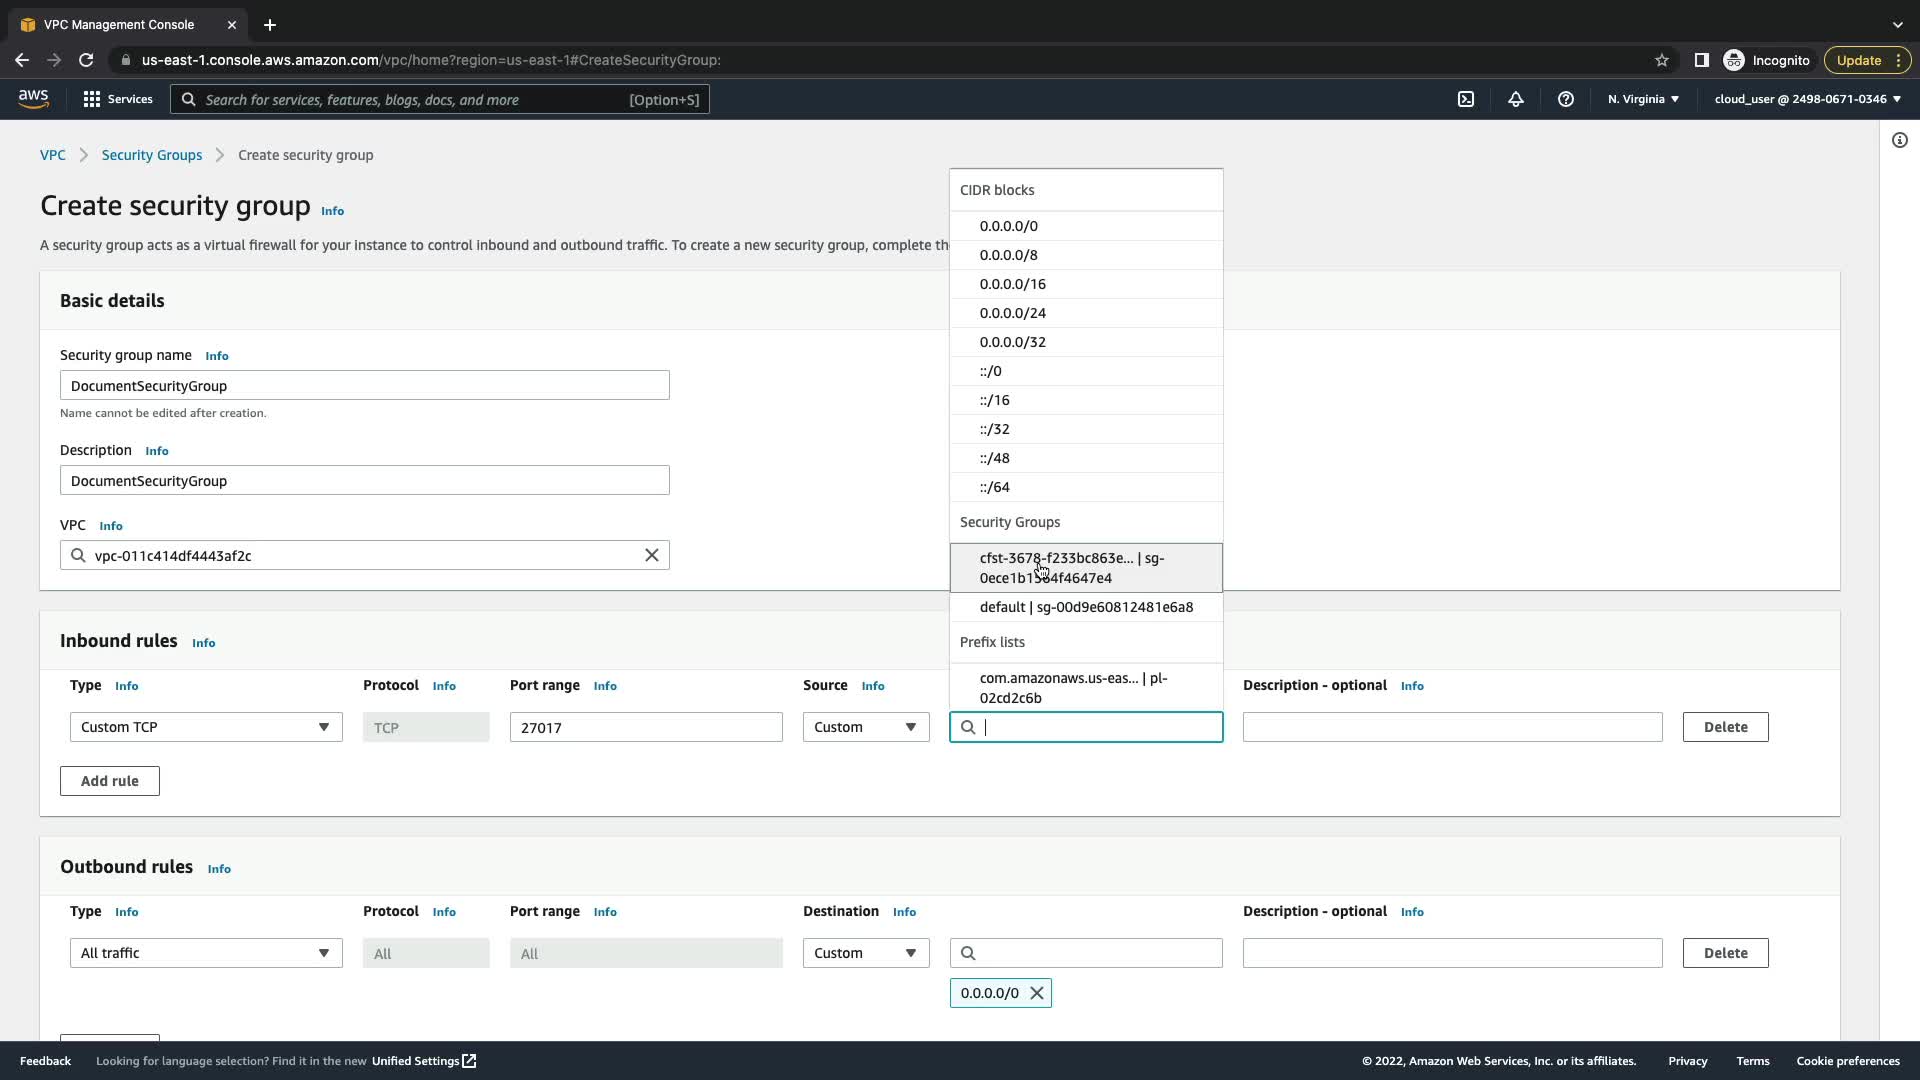 VPC Management Console
us-east-1.console.aws.amazon.com/vpc/home?region=us-east-1#CreateSecurityGroup:
Incognito
Update
aws
Services
Search for services, features, blogs, docs, and more
[Option+S]
N. Virginia
cloud_user @ 2498-0671-0346
VPC
Security Groups
Create security group
Create security group Info
A security group acts as a virtual firewall for your instance to control inbound and outbound traffic. To create a new security group, complete th
Basic details
Security group name Info
DocumentSecurityGroup
Name cannot be edited after creation.
Description Info
DocumentSecurityGroup
VPC Info
vpc-011c414df4443af2c
CIDR blocks
0.0.0.0/0
0.0.0.0/8
0.0.0.0/16
0.0.0.0/24
0.0.0.0/32
::/0
::/16
::/32
::/48
::/64
Security Groups
cfst-3678-f233bc863e... | sg-
default | sg-00d9e60812481e6a8
Prefix lists
com.amazonaws.us-eas... | pl-
02cd2c6b
Inbound rules Info
Type Info
Protocol Info
Port range Info
Source Info
Description - optional Info
Custom TCP
TCP
27017
Custom
Delete
Add rule
Outbound rules Info
Type Info
Protocol Info
Port range Info
Destination Info
Description - optional Info
All traffic
All
All
Custom
Delete
0.0.0.0/0
Feedback
Looking for language selection? Find it in the new Unified Settings
© 2022, Amazon Web Services, Inc. or its affiliates.
Privacy
Terms
Cookie preferences